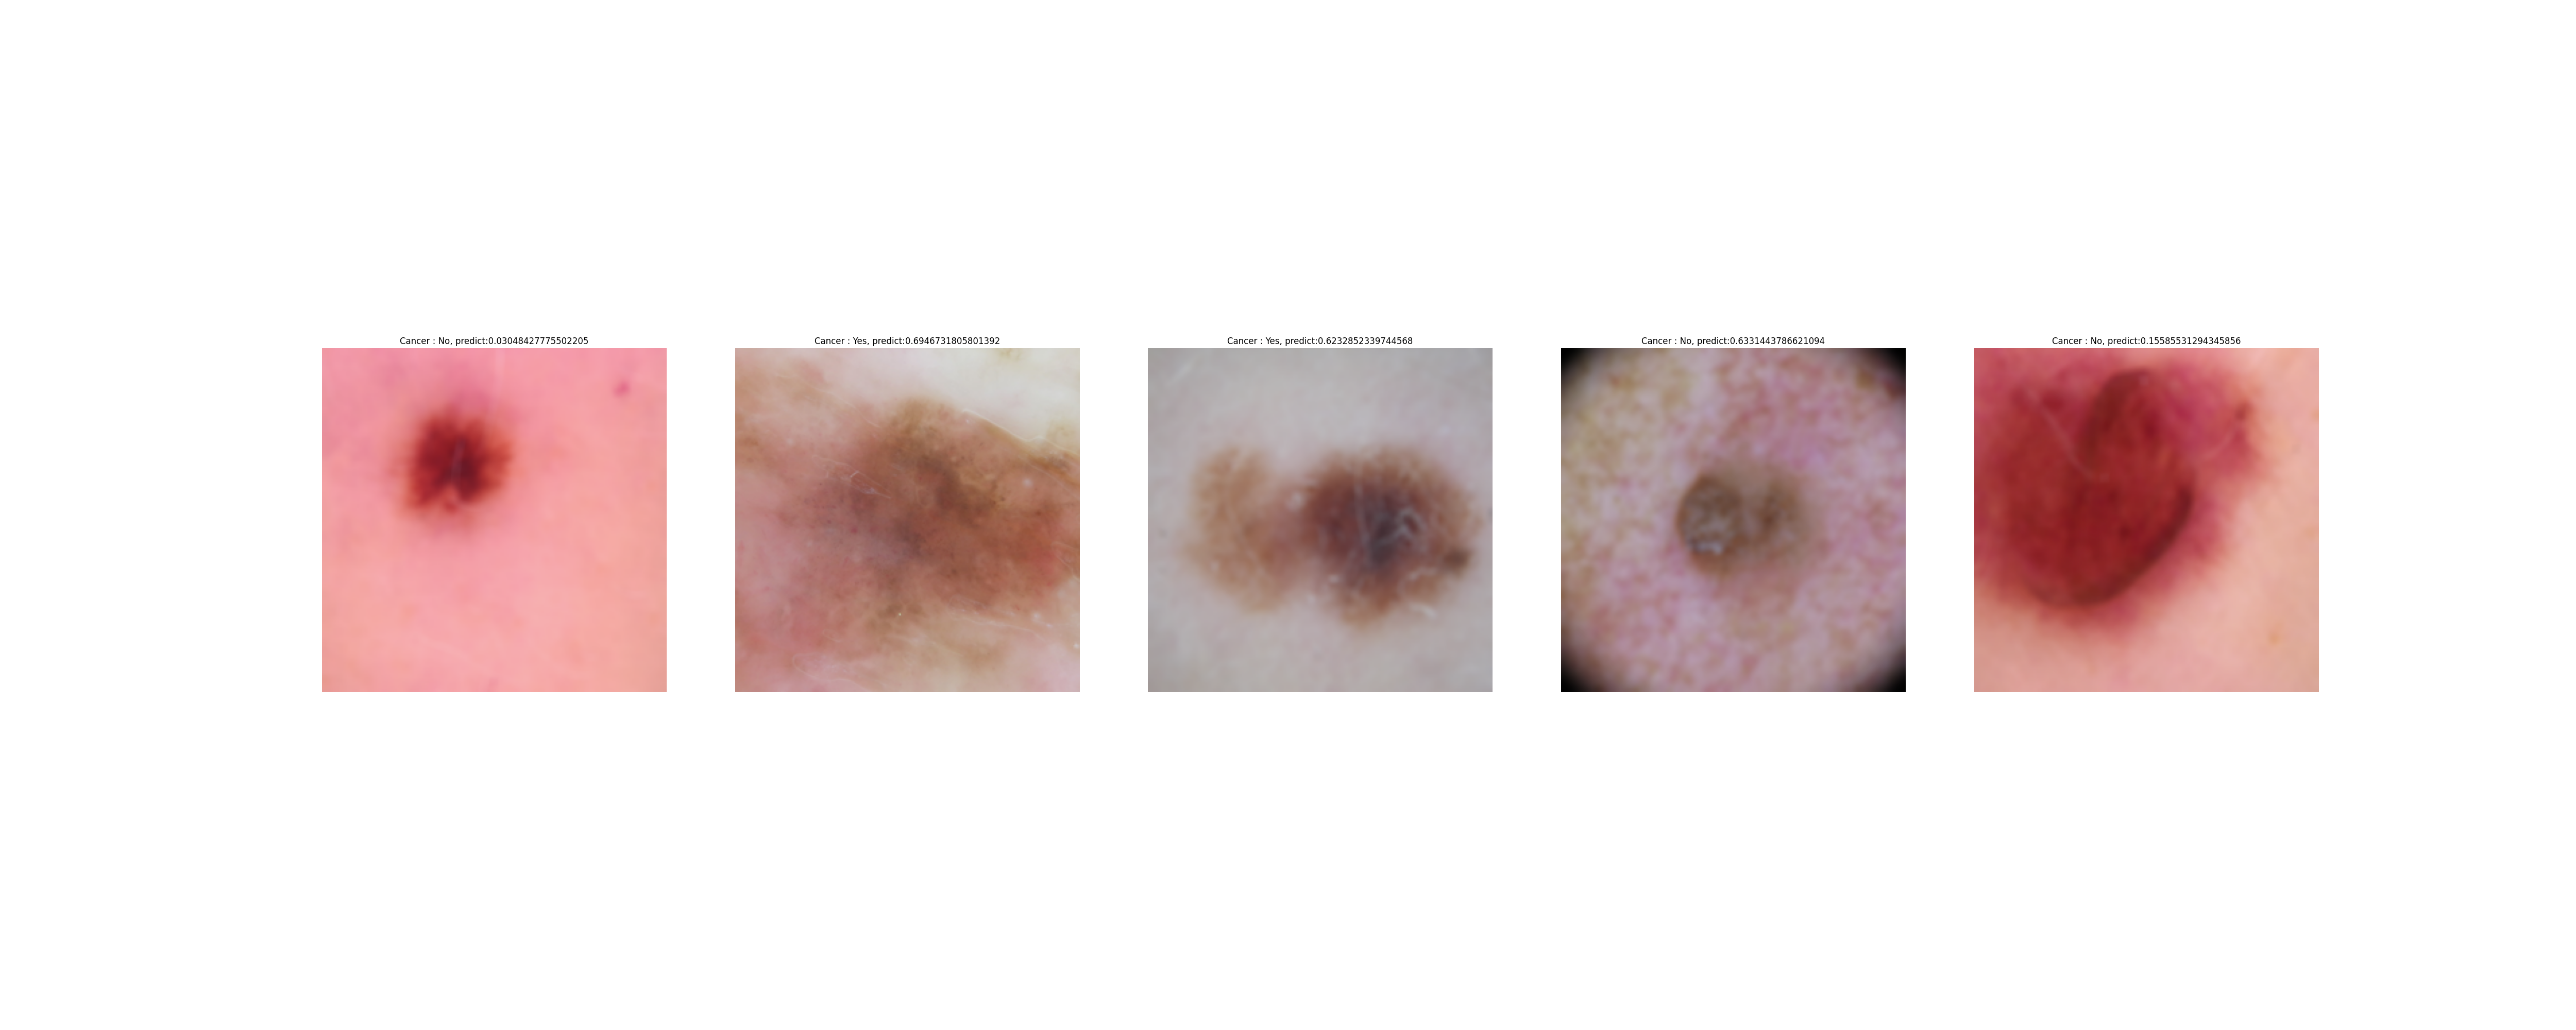 Cancer : No, predict:0.03048427775502205
Cancer : Yes, predict:0.6946731805801392
Cancer : Yes, predict:0.6232852339744568
Cancer : No, predict:0.6331443786621094
Cancer : No, predict:0.15585531294345856